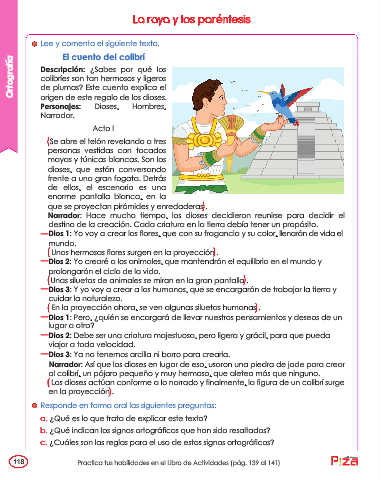 La raya y los paréntesis
Ortografía
Lee y comenta el siguiente texto.
El cuento del colibrí
Descripción: ¿Sabes por qué los
colibríes son tan hermosos y ligeros
de plumas? Este cuento explica el
origen de este regalo de los dioses.
Personajes: Dioses, Hombres,
Narrador.
Acto I
(Se abre el telón revelando a tres
personas vestidas con tocados
mayas y túnicas blancas. Son los
dioses, que están conversando
frente a una gran fogata. Detrás
de ellos, el escenario es una
enorme pantalla blanca, en la
que se proyectan pirámides y enredaderas).
Narrador: Hace mucho tiempo, los dioses decidieron reunirse para decidir el
destino de la creación. Cada criatura en la tierra debía tener un propósito.
—Dios 1: Yo voy a crear las flores, que con su fragancia y su color, llenarán de vida el
mundo.
(Unas hermosas flores surgen en la proyección).
—Dios 2: Yo crearé a los animales, que mantendrán el equilibrio en el mundo y
prolongarán el ciclo de la vida.
(Unas siluetas de animales se miran en la gran pantalla).
—Dios 3: Y yo voy a crear a los humanos, que se encargarán de trabajar la tierra y
cuidar la naturaleza.
(En la proyección ahora, se ven algunas siluetas humanas).
—Dios 1: Pero, ¿quién se encargará de llevar nuestros pensamientos y deseos de un
lugar a otro?
—Dios 2: Debe ser una criatura majestuosa, pero ligera y grácil, para que pueda
viajar a toda velocidad.
—Dios 3: Ya no tenemos arcilla ni barro para crearla.
Narrador: Así que los dioses en lugar de eso, usaron una piedra de jade para crear
al colibrí, un pájaro pequeño y muy hermoso, que aletea más que ninguno.
(Los dioses actúan conforme a lo narrado y finalmente, la figura de un colibrí surge
en la proyección).
Responde en forma oral las siguientes preguntas:
a. ¿Qué es lo que trata de explicar este texto?
b. ¿Qué indican los signos ortográficos que han sido resaltados?
c. ¿Cuáles son las reglas para el uso de estos signos ortográficos?
118
Practica tus habilidades en el Libro de Actividades (pág. 139 al 141)